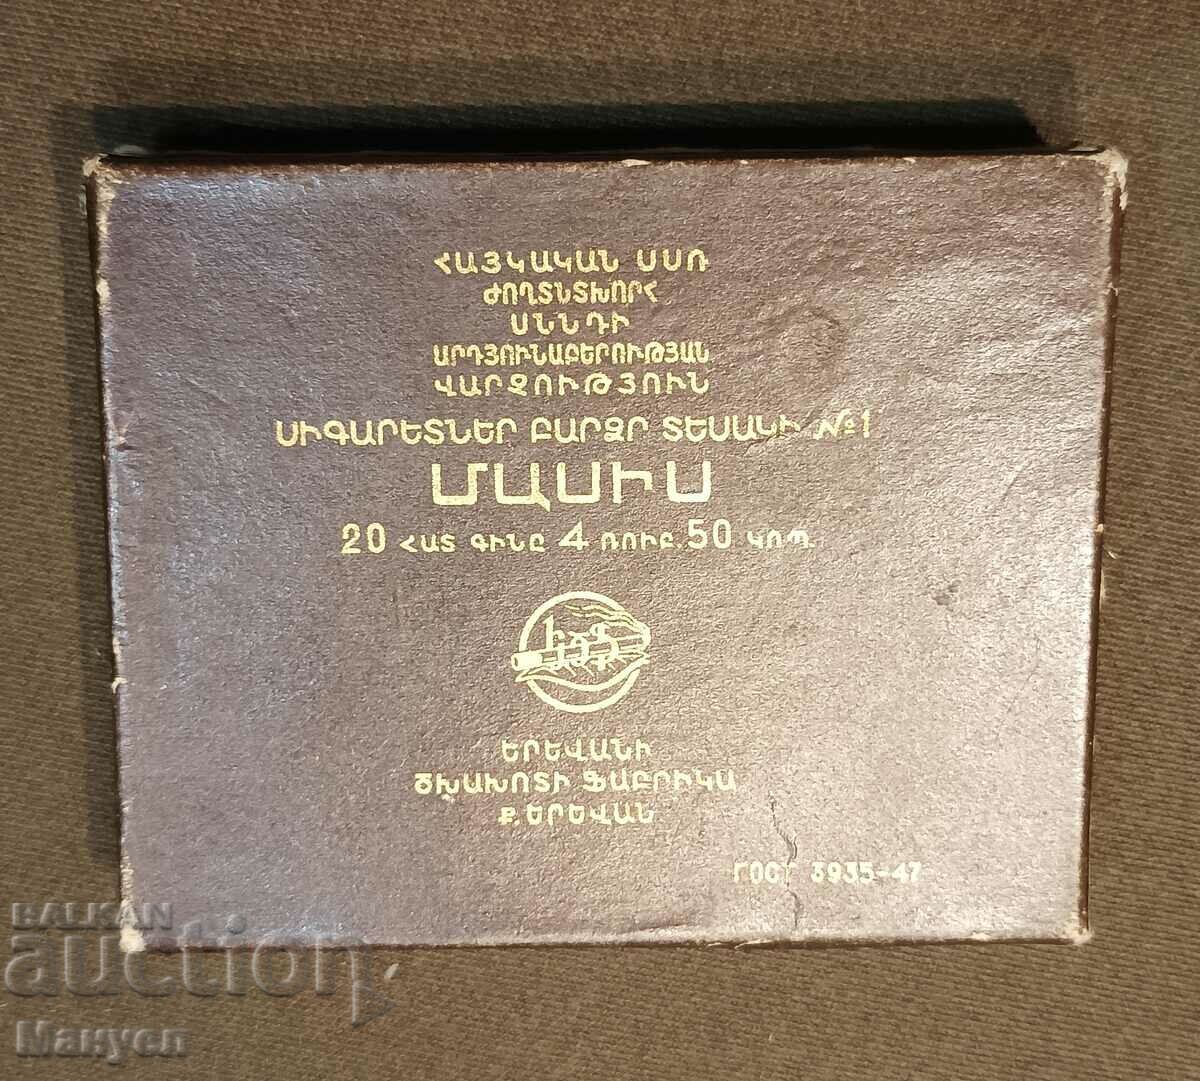 ՀԱՅԿԱԿԱՆ ՍՍՌ
ԺՈՂՏՆՏԽՈՐՀ
ՍՆՆԴԻ
ԱՐԴՅՈՒՆԱԲԵՐՈՒԹՅԱՆ
ՎԱՐՉՈՒԹՅՈՒՆ
ՍԻԳԱՐԵՏՆԵՐ ԲԱՐՁՐ ՏԵՍԱԿԻ №1
ՄԱՍԻՍ
20 ՀԱՏ ԳԻՆԸ 4 ՌՈՒԲ. 50 ԿՈՊ.
ԵՐԵՎԱՆԻ
ԾԽԱԽՈՏԻ ՖԱԲՐԻԿԱ
Ք. ԵՐԵՎԱՆ
ГОСТ 3935-47
BALKAN
auction
Мануел